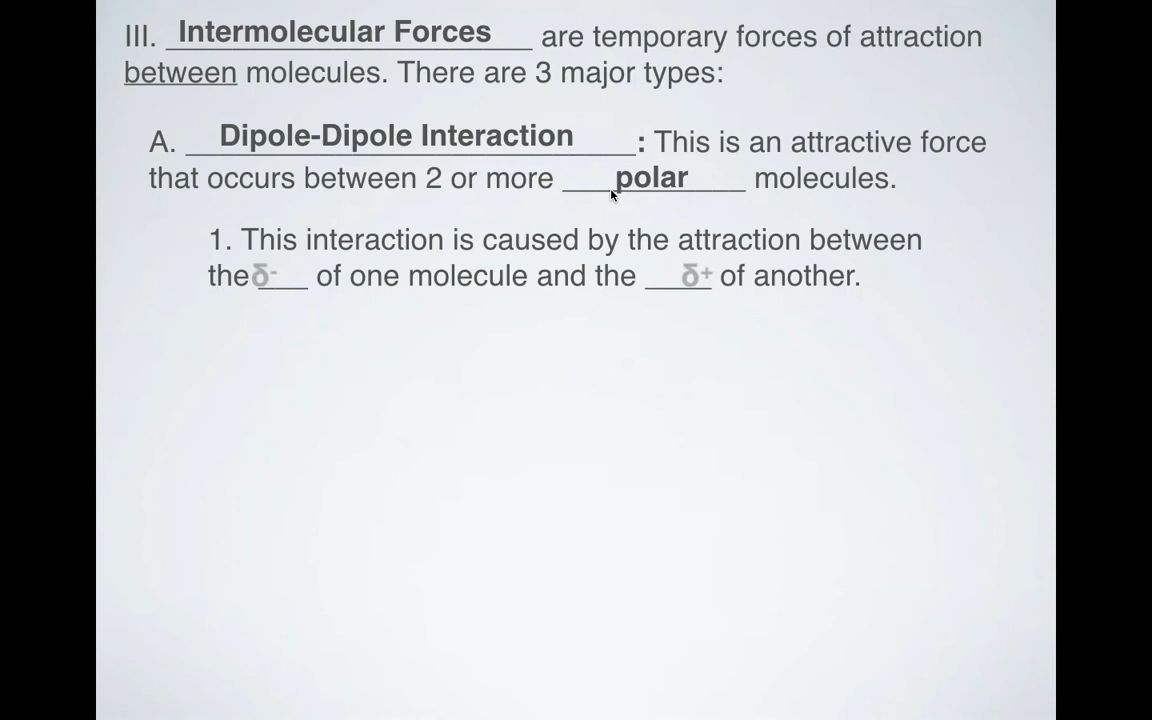 III. Intermolecular Forces are temporary forces of attraction
between molecules. There are 3 major types:
A. Dipole-Dipole Interaction: This is an attractive force
that occurs between 2 or more polar molecules.
1. This interaction is caused by the attraction between
the δ- of one molecule and the δ+ of another.